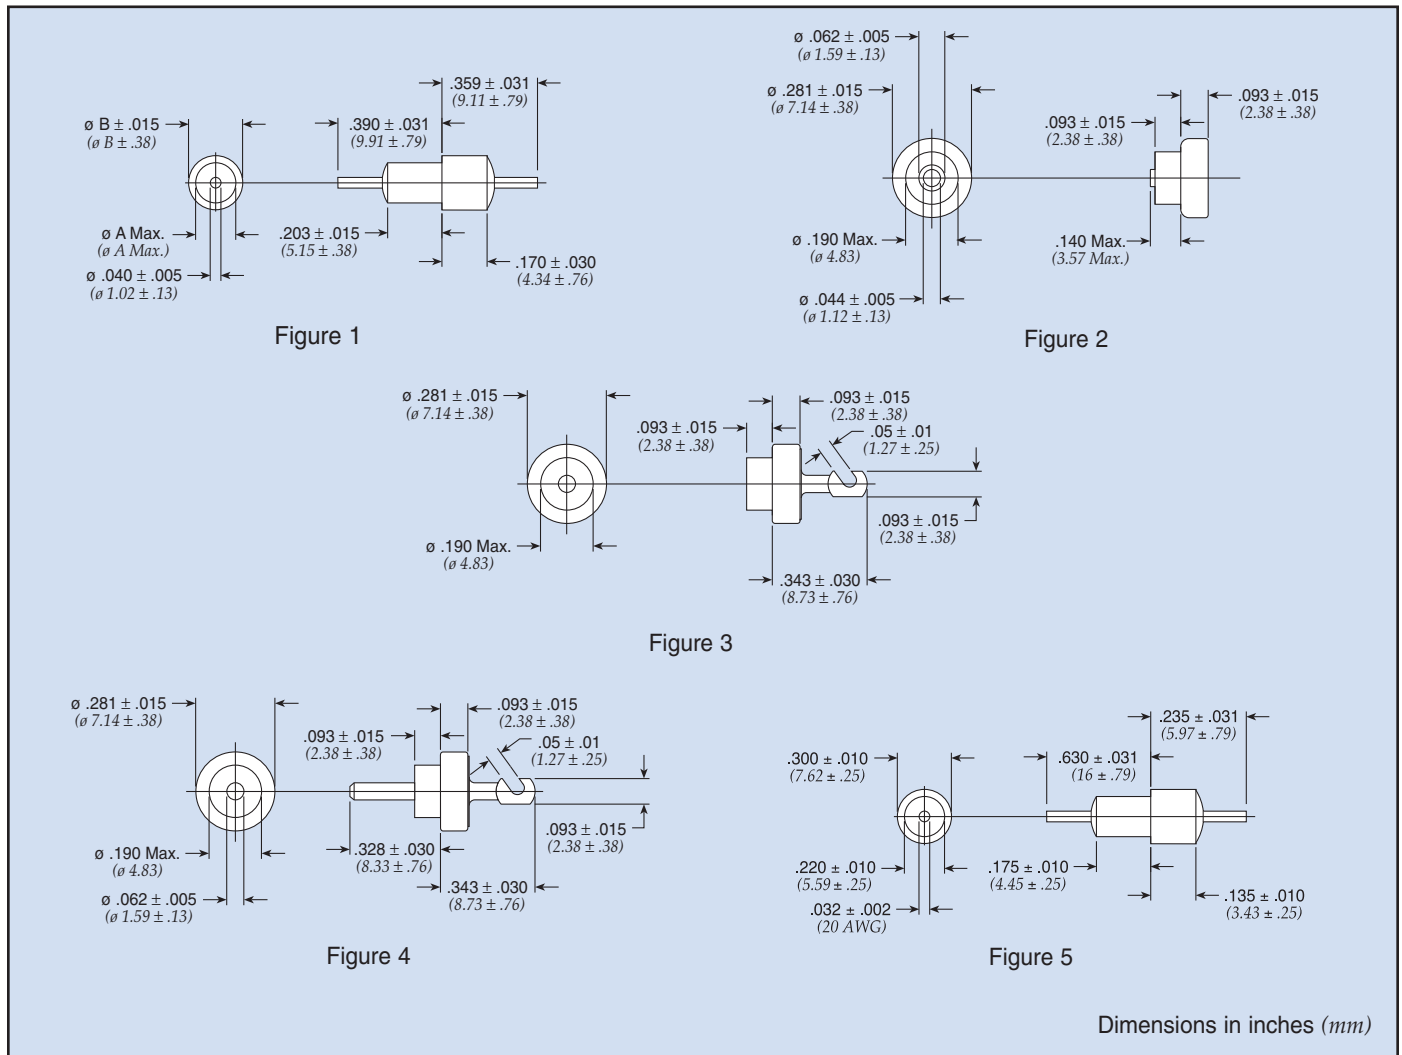 .359 ± .031
(9.11 ± .79)
ø B ± .015
(ø B ± .38)
.390 ± .031
(9.91 ± .79)
ø A Max.
(ø A Max.)
.203 ± .015
(5.15 ± .38)
.170 ± .030
(4.34 ± .76)
ø .040 ± .005
(ø 1.02 ± .13)
Figure 1
ø .062 ± .005
(ø 1.59 ± .13)
ø .281 ± .015
(ø 7.14 ± .38)
.093 ± .015
(2.38 ± .38)
.093 ± .015
(2.38 ± .38)
ø .190 Max.
(ø 4.83)
.140 Max.
(3.57 Max.)
ø .044 ± .005
(ø 1.12 ± .13)
Figure 2
ø .281 ± .015
(ø 7.14 ± .38)
.093 ± .015
(2.38 ± .38)
.093 ± .015
(2.38 ± .38)
.05 ± .01
(1.27 ± .25)
.093 ± .015
(2.38 ± .38)
ø .190 Max.
(ø 4.83)
.343 ± .030
(8.73 ± .76)
Figure 3
ø .281 ± .015
(ø 7.14 ± .38)
.093 ± .015
(2.38 ± .38)
.093 ± .015
(2.38 ± .38)
.05 ± .01
(1.27 ± .25)
.093 ± .015
(2.38 ± .38)
ø .190 Max.
(ø 4.83)
.328 ± .030
(8.33 ± .76)
.343 ± .030
(8.73 ± .76)
ø .062 ± .005
(ø 1.59 ± .13)
Figure 4
.235 ± .031
(5.97 ± .79)
.300 ± .010
(7.62 ± .25)
.630 ± .031
(16 ± .79)
.220 ± .010
(5.59 ± .25)
.175 ± .010
(4.45 ± .25)
.135 ± .010
(3.43 ± .25)
.032 ± .002
(20 AWG)
Figure 5
Dimensions in inches (mm)